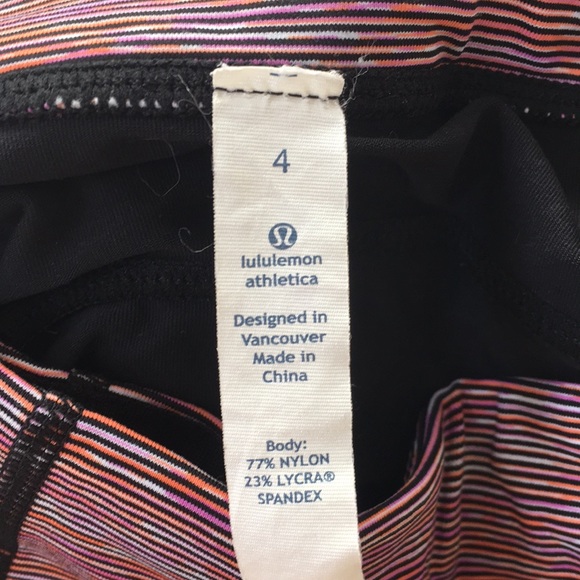 4
lululemon
athletica
Designed in
Vancouver
Made in
China
Body:
77% NYLON
23% LYCRA®
SPANDEX